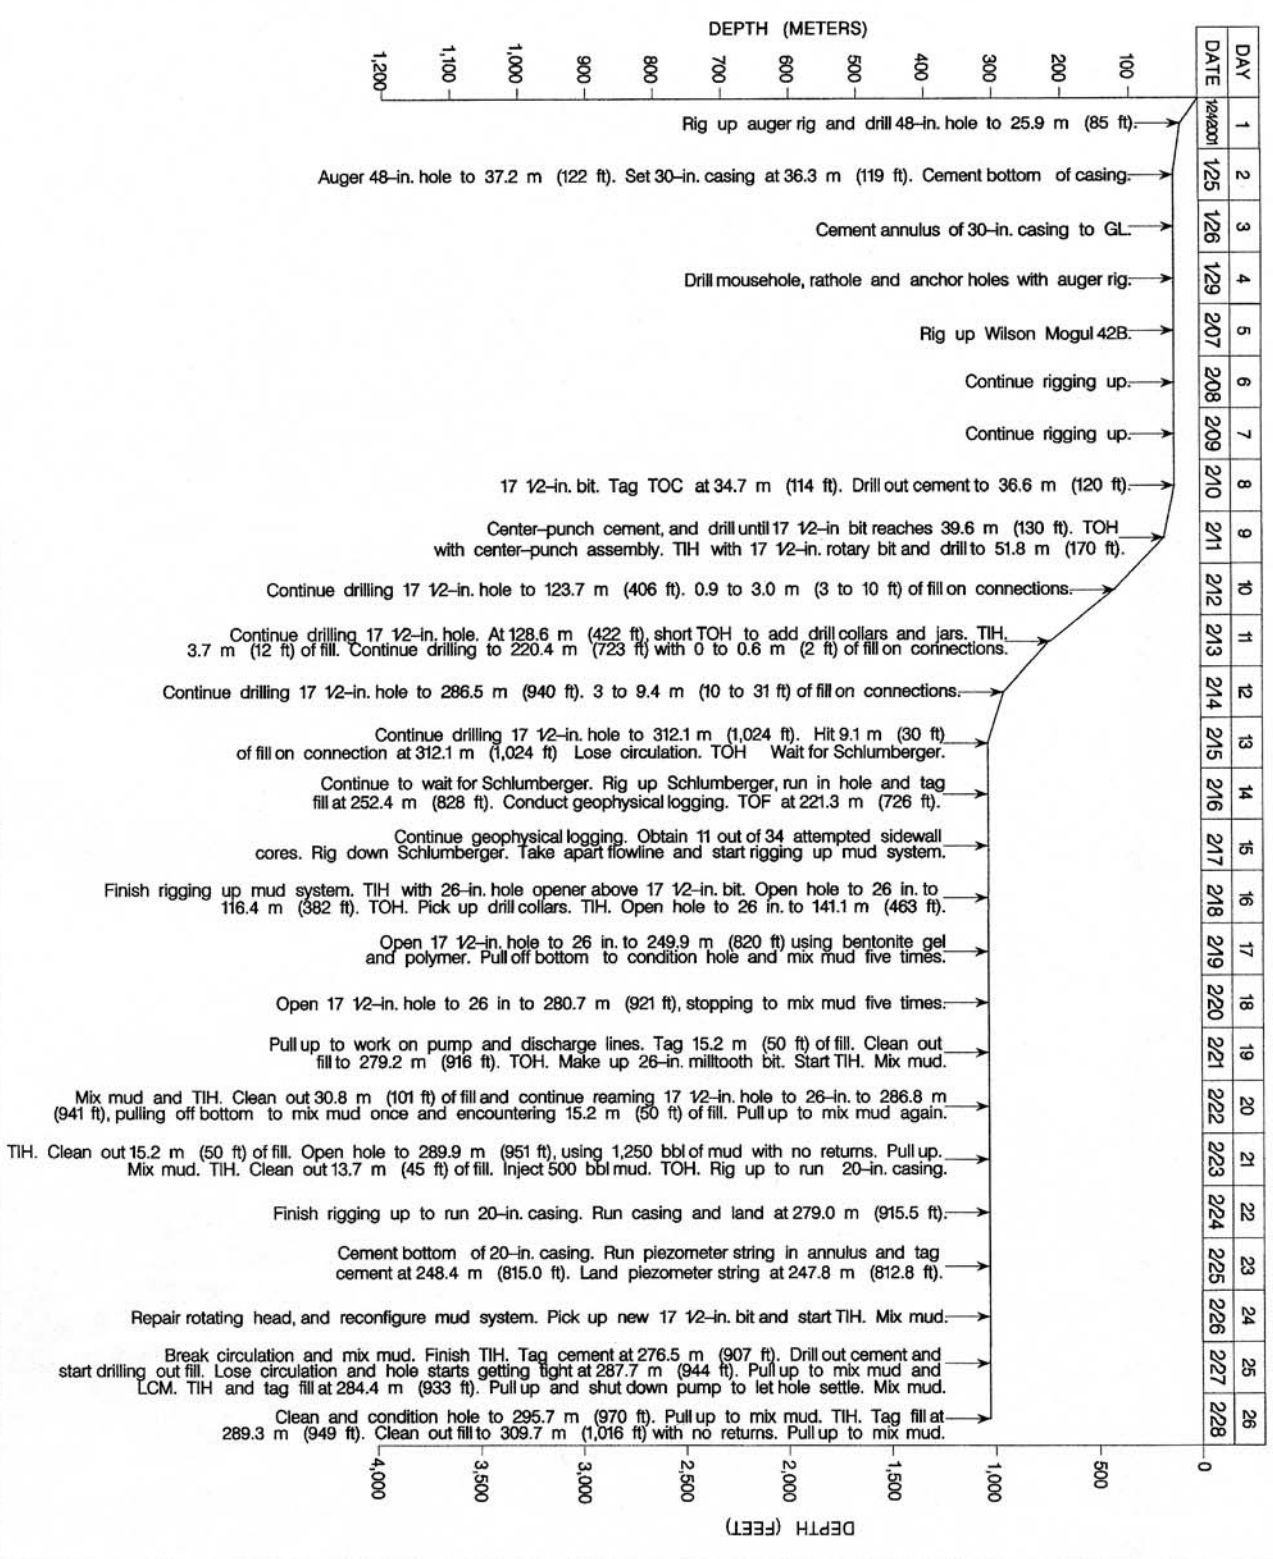 DEPTH (METERS)
1,200 1,100 1,000 900 800 700 600 500 400 300 200 100
DATE DAY
1/24/2001 1
Rig up auger rig and drill 48-in. hole to 25.9 m (85 ft).
1/25 2
Auger 48-in. hole to 37.2 m (122 ft). Set 30-in. casing at 36.3 m (119 ft). Cement bottom of casing.
1/26 3
Cement annulus of 30-in. casing to GL.
1/29 4
Drill mousehole, rathole and anchor holes with auger rig.
2/07 5
Rig up Wilson Mogul 42B.
2/08 6
Continue rigging up.
2/09 7
Continue rigging up.
2/10 8
17 1/2-in. bit. Tag TOC at 34.7 m (114 ft). Drill out cement to 36.6 m (120 ft).
2/11 9
Center-punch cement, and drill until 17 1/2-in bit reaches 39.6 m (130 ft). TOH
with center-punch assembly. TIH with 17 1/2-in. rotary bit and drill to 51.8 m (170 ft).
2/12 10
Continue drilling 17 1/2-in. hole to 123.7 m (406 ft). 0.9 to 3.0 m (3 to 10 ft) of fill on connections.
2/13 11
Continue drilling 17 1/2-in. hole. At 128.6 m (422 ft), short TOH to add drill collars and jars. TIH.
3.7 m (12 ft) of fill. Continue drilling to 220.4 m (723 ft) with 0 to 0.6 m (2 ft) of fill on connections.
2/14 12
Continue drilling 17 1/2-in. hole to 286.5 m (940 ft). 3 to 9.4 m (10 to 31 ft) of fill on connections.
2/15 13
Continue drilling 17 1/2-in. hole to 312.1 m (1,024 ft). Hit 9.1 m (30 ft)
of fill on connection at 312.1 m (1,024 ft) Lose circulation. TOH Wait for Schlumberger.
2/16 14
Continue to wait for Schlumberger. Rig up Schlumberger, run in hole and tag
fill at 252.4 m (828 ft). Conduct geophysical logging. TOF at 221.3 m (726 ft).
2/17 15
Continue geophysical logging. Obtain 11 out of 34 attempted sidewall
cores. Rig down Schlumberger. Take apart flowline and start rigging up mud system.
2/18 16
Finish rigging up mud system. TIH with 26-in. hole opener above 17 1/2-in. bit. Open hole to 26 in. to
116.4 m (382 ft). TOH. Pick up drill collars. TIH. Open hole to 26 in. to 141.1 m (463 ft).
2/19 17
Open 17 1/2-in. hole to 26 in. to 249.9 m (820 ft) using bentonite gel
and polymer. Pull off bottom to condition hole and mix mud five times.
2/20 18
Open 17 1/2-in. hole to 26 in to 280.7 m (921 ft), stopping to mix mud five times.
2/21 19
Pull up to work on pump and discharge lines. Tag 15.2 m (50 ft) of fill. Clean out
fill to 279.2 m (916 ft). TOH. Make up 26-in. milltooth bit. Start TIH. Mix mud.
2/22 20
Mix mud and TIH. Clean out 30.8 m (101 ft) of fill and continue reaming 17 1/2-in. hole to 26-in. to 286.8 m
(941 ft), pulling off bottom to mix mud once and encountering 15.2 m (50 ft) of fill. Pull up to mix mud again.
2/23 21
TIH. Clean out 15.2 m (50 ft) of fill. Open hole to 289.9 m (951 ft), using 1,250 bbl of mud with no returns. Pull up.
Mix mud. TIH. Clean out 13.7 m (45 ft) of fill. Inject 500 bbl mud. TOH. Rig up to run 20-in. casing.
2/24 22
Finish rigging up to run 20-in. casing. Run casing and land at 279.0 m (915.5 ft).
2/25 23
Cement bottom of 20-in. casing. Run piezometer string in annulus and tag
cement at 248.4 m (815.0 ft). Land piezometer string at 247.8 m (812.8 ft).
2/26 24
Repair rotating head, and reconfigure mud system. Pick up new 17 1/2-in. bit and start TIH. Mix mud.
2/27 25
Break circulation and mix mud. Finish TIH. Tag cement at 276.5 m (907 ft). Drill out cement and
start drilling out fill. Lose circulation and hole starts getting tight at 287.7 m (944 ft). Pull up to mix mud and
LCM. TIH and tag fill at 284.4 m (933 ft). Pull up and shut down pump to let hole settle. Mix mud.
2/28 26
Clean and condition hole to 295.7 m (970 ft). Pull up to mix mud. TIH. Tag fill at
289.3 m (949 ft). Clean out fill to 309.7 m (1,016 ft) with no returns. Pull up to mix mud.
4,000 3,500 3,000 2,500 2,000 1,500 1,000 500 0
DEPTH (FEET)